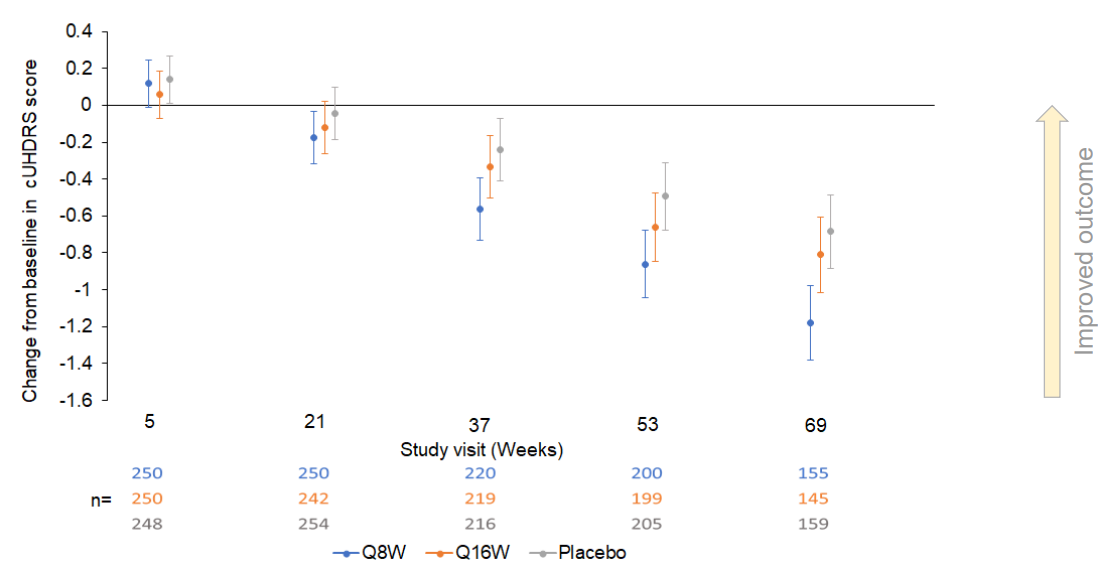 0.4
0.2
0
-0.2
-0.4
-0.6
-0.8
-1
-1.2
-1.4
-1.6
Change from baseline in cUHDRS score
5 21 37 53 69
Study visit (Weeks)
250 250 220 200 155
n= 250 242 219 199 145
248 254 216 205 159
Q8W Q16W Placebo
Improved outcome